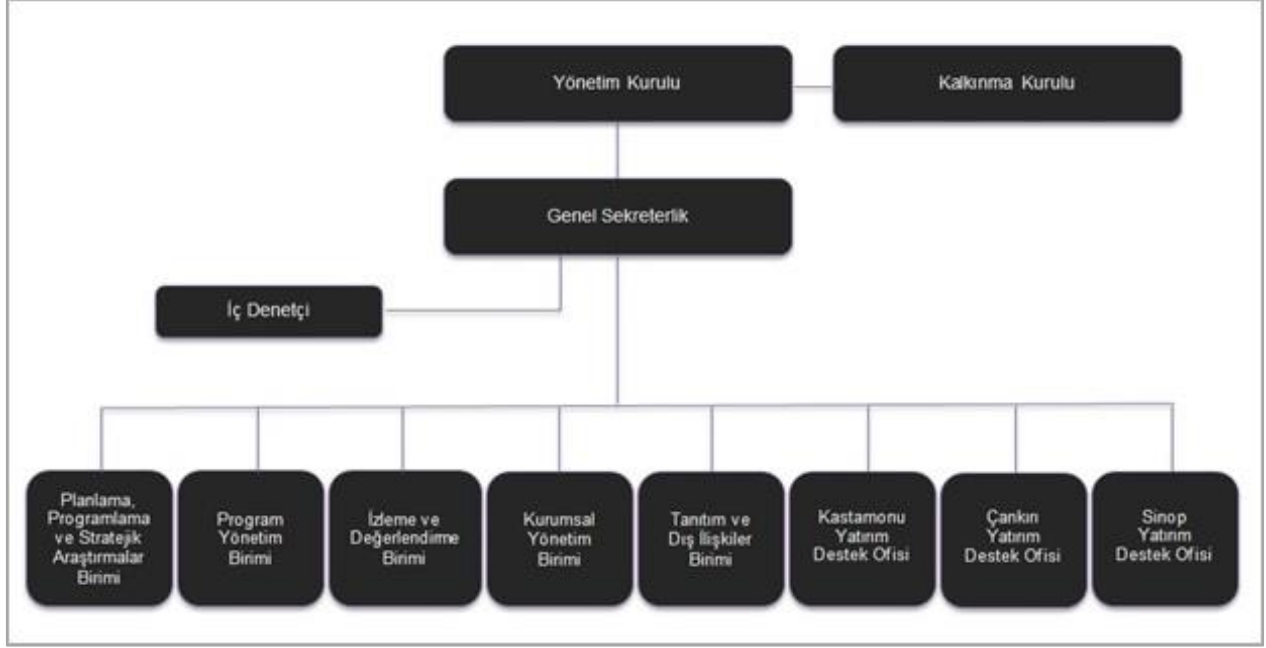 Yönetim Kurulu
Kalkınma Kurulu
Genel Sekreterlik
İç Denetçi
Planlama,
Programlama
ve Stratejik
Araştırmalar
Birimi
Program
Yönetim
Birimi
İzleme ve
Değerlendirme
Birimi
Kurumsal
Yönetim
Birimi
Tanıtım ve
Dış İlişkiler
Birimi
Kastamonu
Yatırım
Destek Ofisi
Çankırı
Yatırım
Destek Ofisi
Sinop
Yatırım
Destek Ofisi